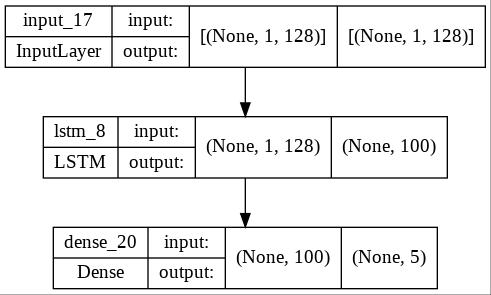 input_17 input: [(None, 1, 128)] [(None, 1, 128)]
InputLayer output:
lstm_8 input: (None, 1, 128) (None, 100)
LSTM output:
dense_20 input: (None, 100) (None, 5)
Dense output: